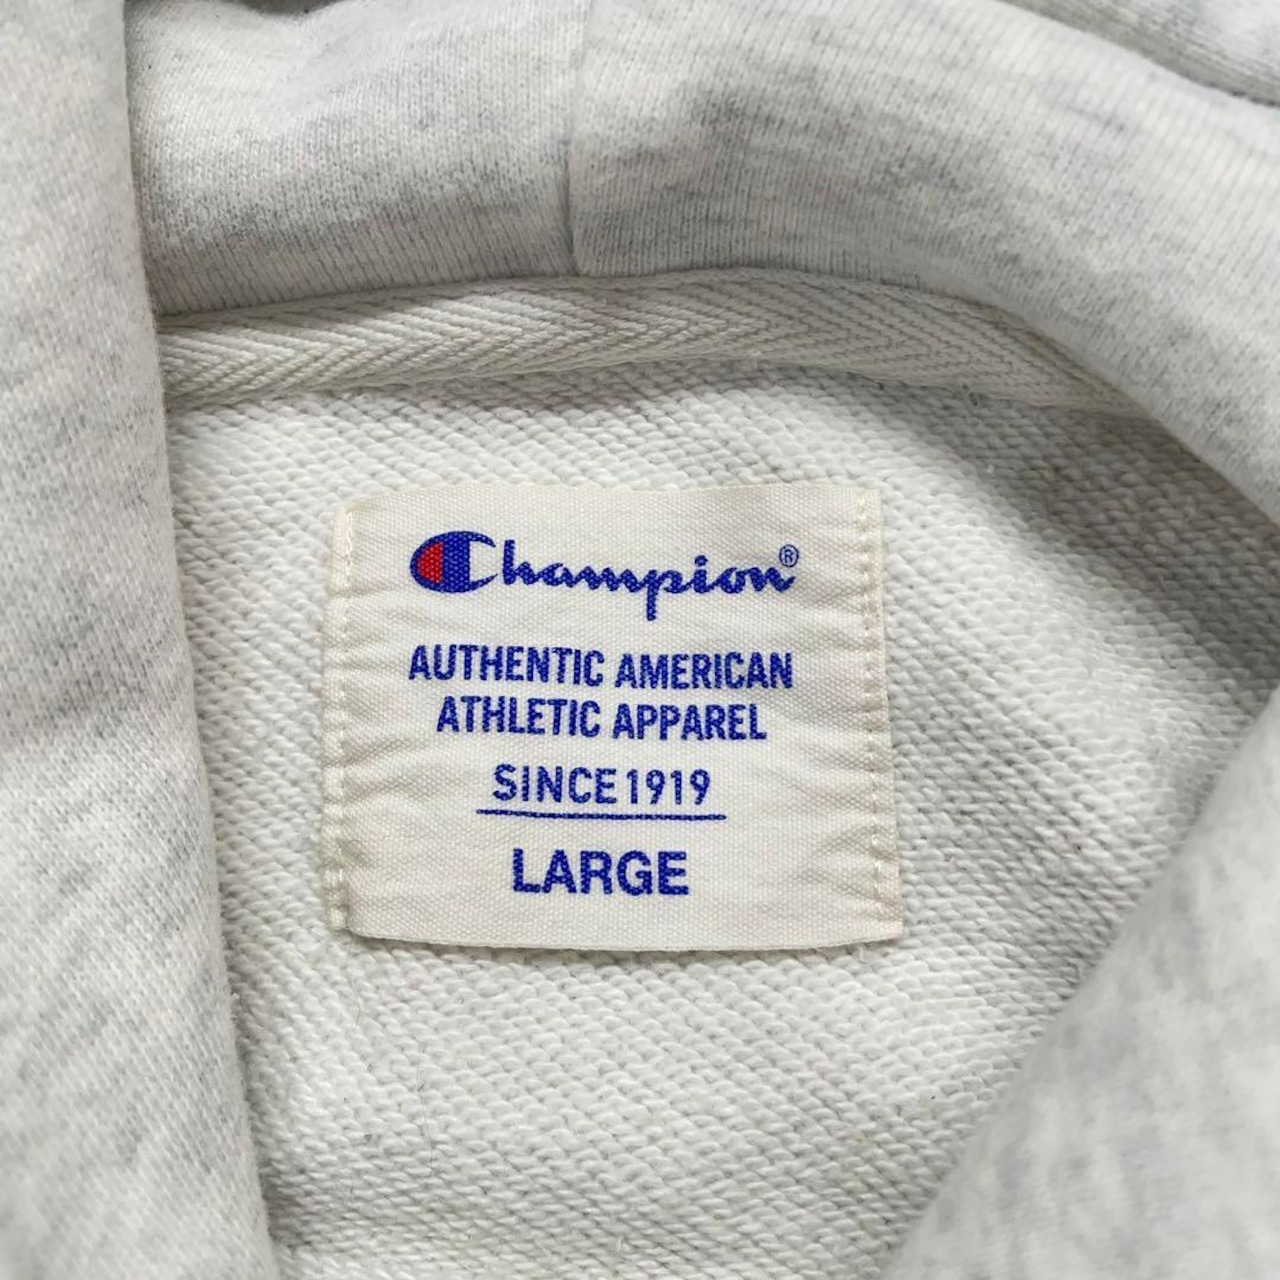 Champion®
AUTHENTIC AMERICAN
ATHLETIC APPAREL
SINCE 1919
LARGE